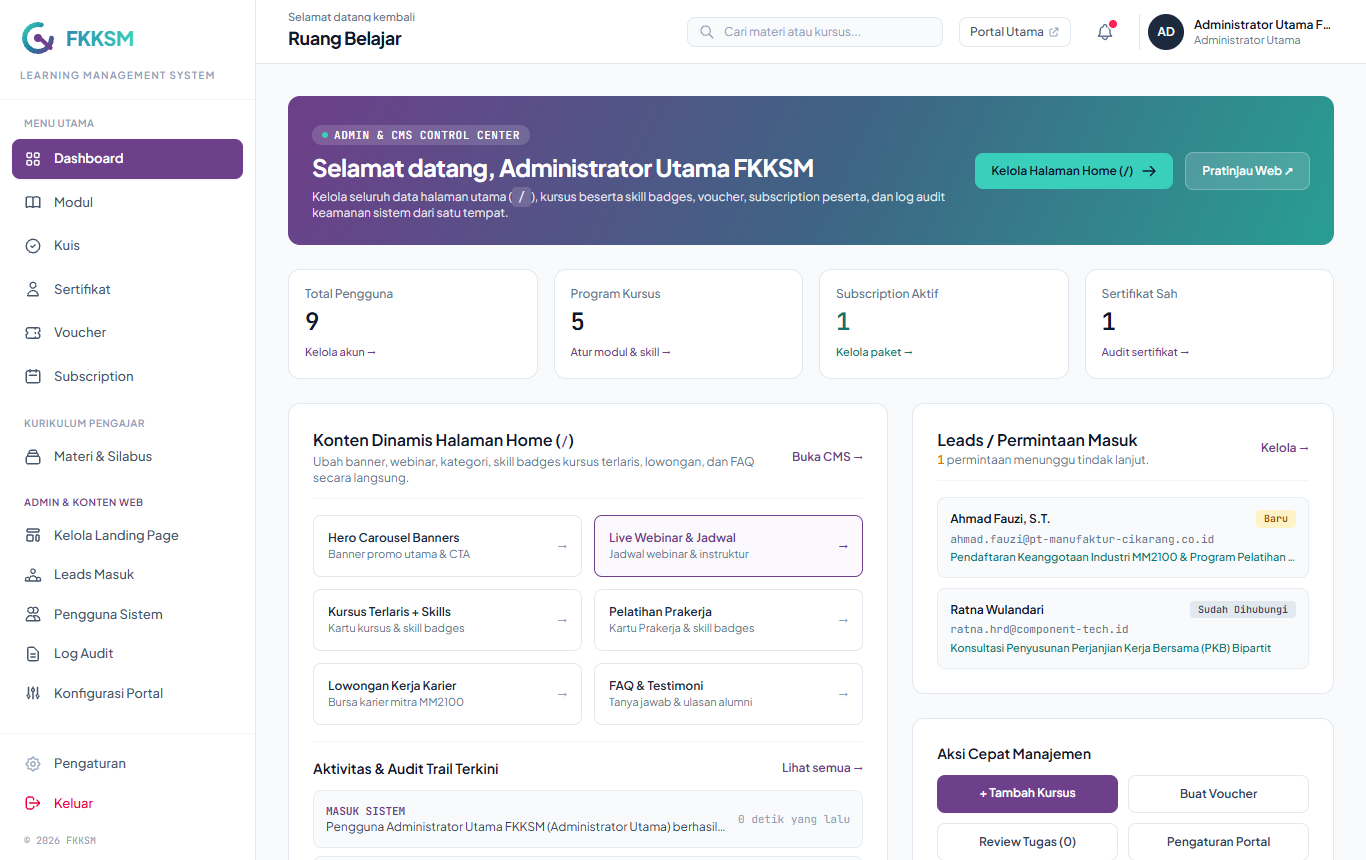 FKKSM
LEARNING MANAGEMENT SYSTEM
MENU UTAMA
Dashboard
Modul
Kuis
Sertifikat
Voucher
Subscription
KURIKULUM PENGAJAR
Materi & Silabus
ADMIN & KONTEN WEB
Kelola Landing Page
Leads Masuk
Pengguna Sistem
Log Audit
Konfigurasi Portal
Pengaturan
Keluar
© 2026 FKKSM
Selamat datang kembali
Ruang Belajar
Cari materi atau kursus...
Portal Utama
AD
Administrator Utama F...
Administrator Utama
ADMIN & CMS CONTROL CENTER
Selamat datang, Administrator Utama FKKSM
Kelola seluruh data halaman utama ( / ), kursus beserta skill badges, voucher, subscription peserta, dan log audit
keamanan sistem dari satu tempat.
Kelola Halaman Home (/) →
Pratinjau Web ↗
Total Pengguna
9
Kelola akun →
Program Kursus
5
Atur modul & skill →
Subscription Aktif
1
Kelola paket →
Sertifikat Sah
1
Audit sertifikat →
Konten Dinamis Halaman Home (/)
Ubah banner, webinar, kategori, skill badges kursus terlaris, lowongan, dan FAQ
secara langsung.
Buka CMS →
Hero Carousel Banners
Banner promo utama & CTA
→
Live Webinar & Jadwal
Jadwal webinar & instruktur
→
Kursus Terlaris + Skills
Kartu kursus & skill badges
→
Pelatihan Prakerja
Kartu Prakerja & skill badges
→
Lowongan Kerja Karier
Bursa karier mitra MM2100
→
FAQ & Testimoni
Tanya jawab & ulasan alumni
→
Aktivitas & Audit Trail Terkini
Lihat semua →
MASUK SISTEM
Pengguna Administrator Utama FKKSM (Administrator Utama) berhasil...
0 detik yang lalu
Leads / Permintaan Masuk
1 permintaan menunggu tindak lanjut.
Kelola →
Ahmad Fauzi, S.T.
Baru
ahmad.fauzi@pt-manufaktur-cikarang.co.id
Pendaftaran Keanggotaan Industri MM2100 & Program Pelatihan ...
Ratna Wulandari
Sudah Dihubungi
ratna.hrd@component-tech.id
Konsultasi Penyusunan Perjanjian Kerja Bersama (PKB) Bipartit
Aksi Cepat Manajemen
+ Tambah Kursus
Buat Voucher
Review Tugas (0)
Pengaturan Portal